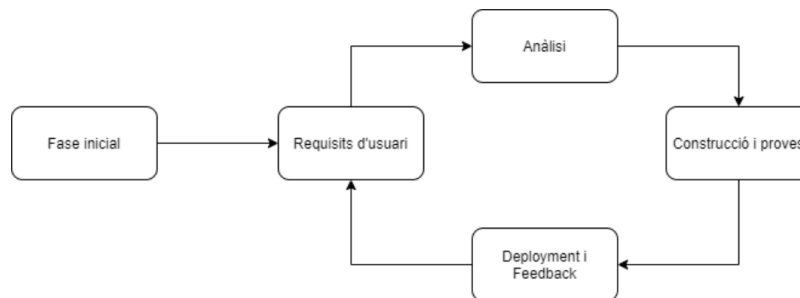 Anàlisi
Fase inicial
Requisits d'usuari
Construcció i proves
Deployment i
Feedback